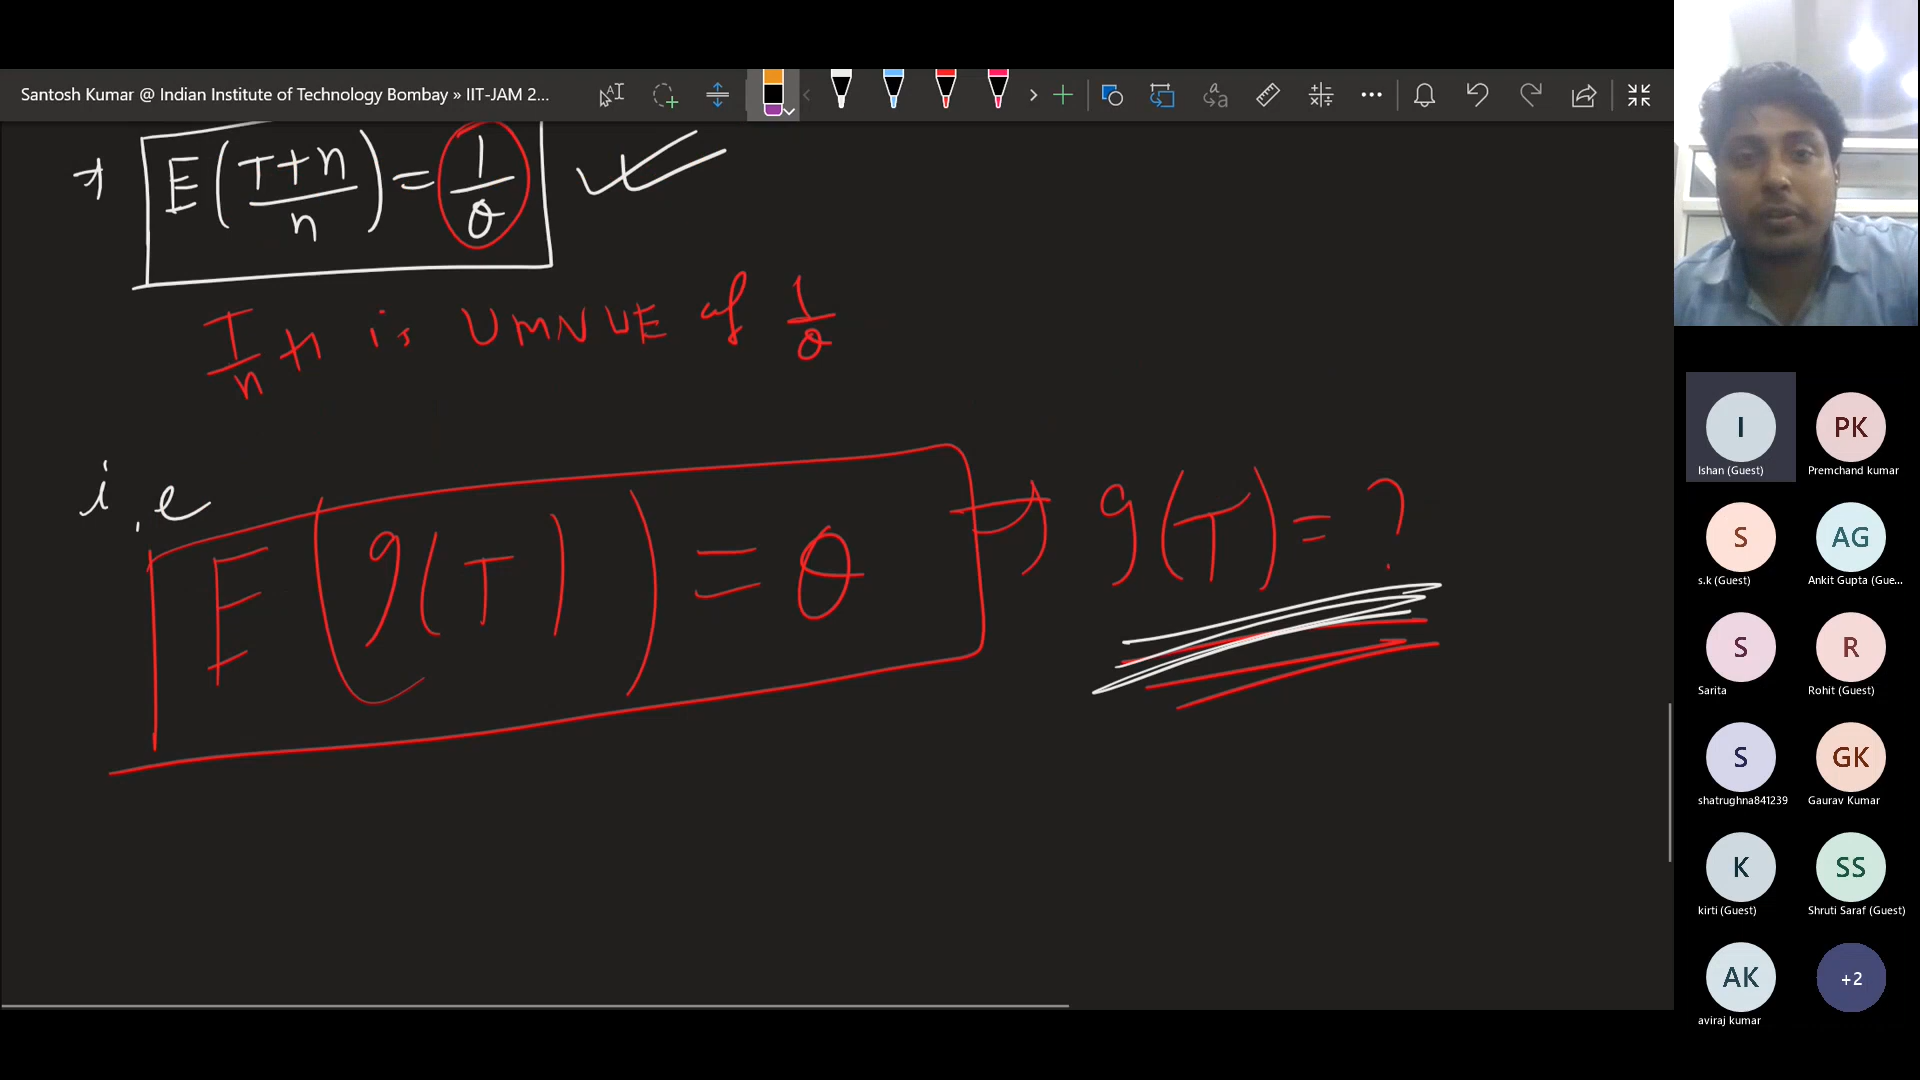 Santosh Kumar @ Indian Institute of Technology Bombay » IIT-JAM 2...
E(T+n/n) = 1/θ
T/n + n is UMNUE of 1/θ
i.e
E(g(T)) = θ → g(T) = ?
I
Ishan (Guest)
PK
Premchand kumar
S
s.k (Guest)
AG
Ankit Gupta (Gue...
S
Sarita
R
Rohit (Guest)
S
shatrughna841239
GK
Gaurav Kumar
K
kirti (Guest)
SS
Shruti Saraf (Guest)
AK
aviraj kumar
+2